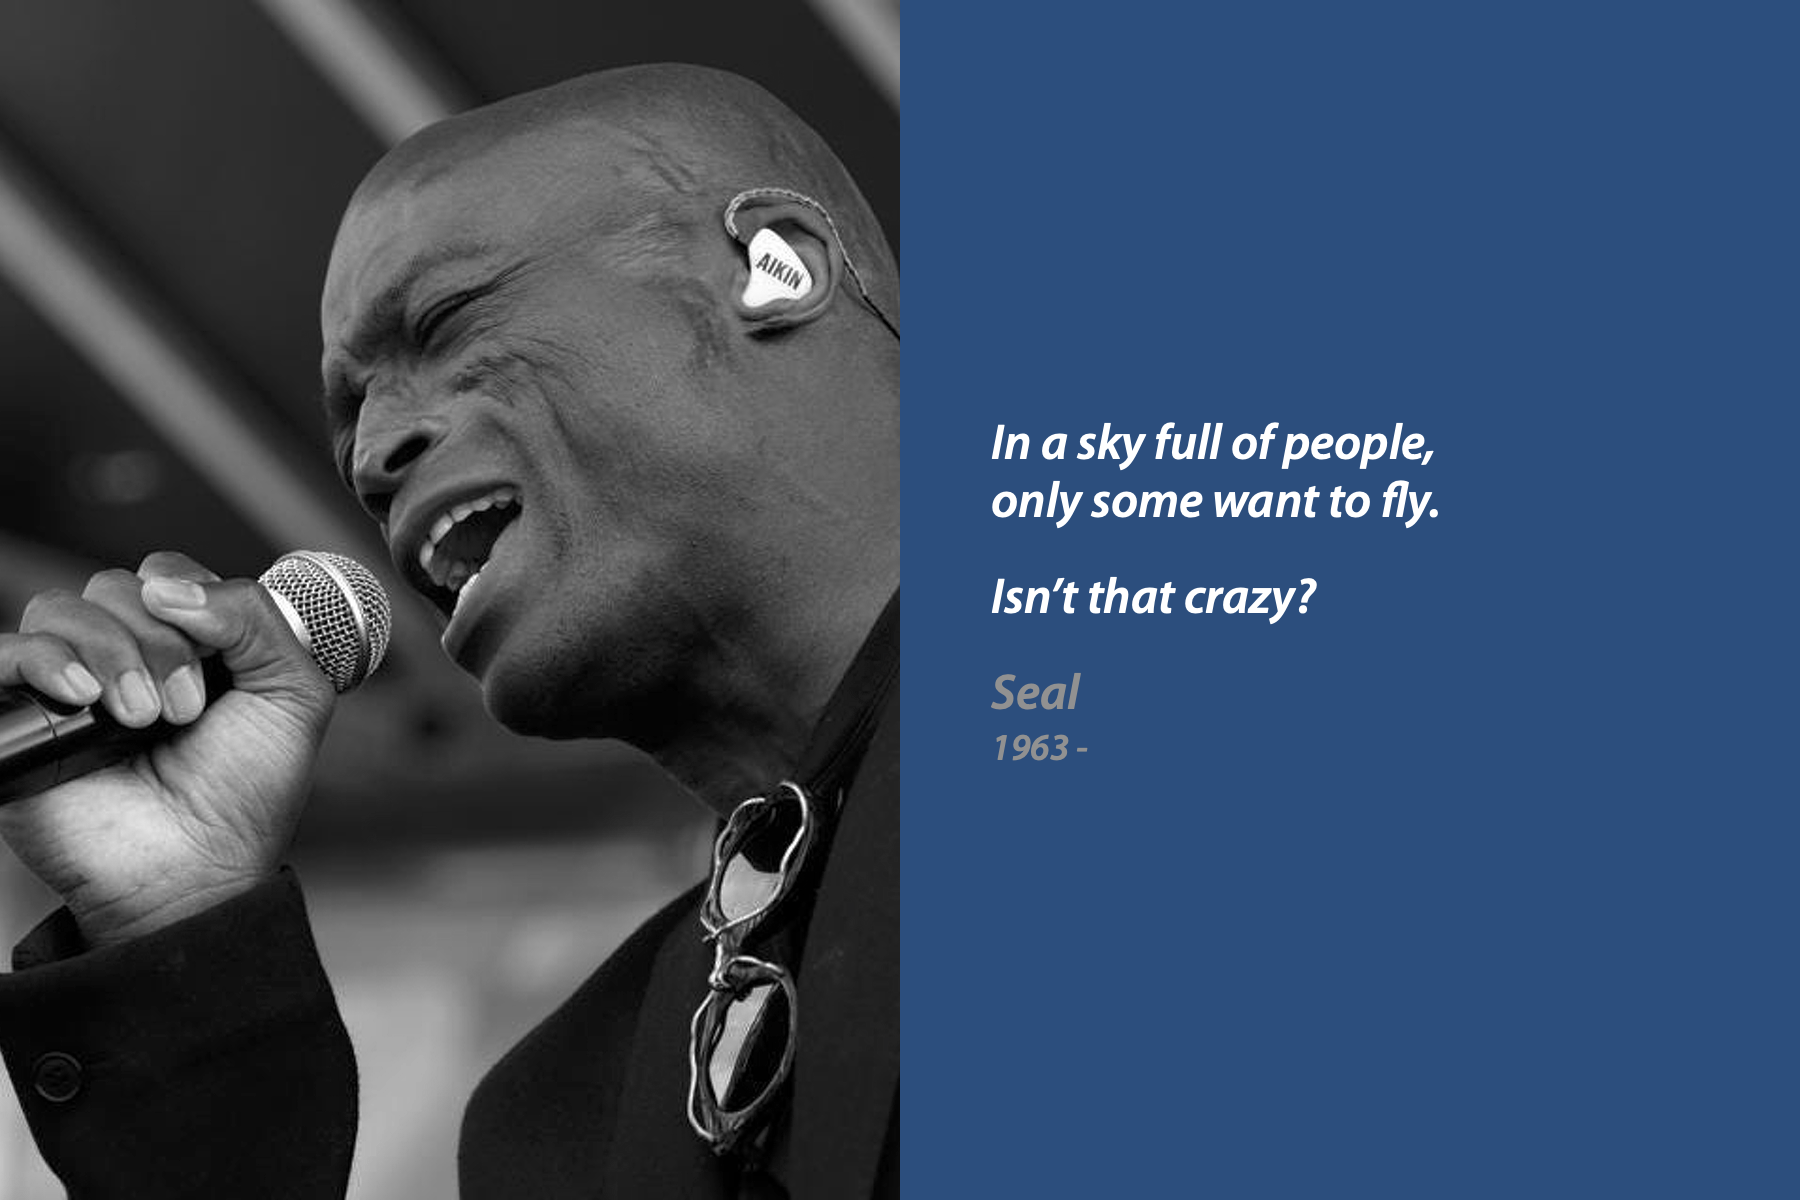 AIKIN
In a sky full of people,
only some want to fly.
Isn’t that crazy?
Seal
1963 -